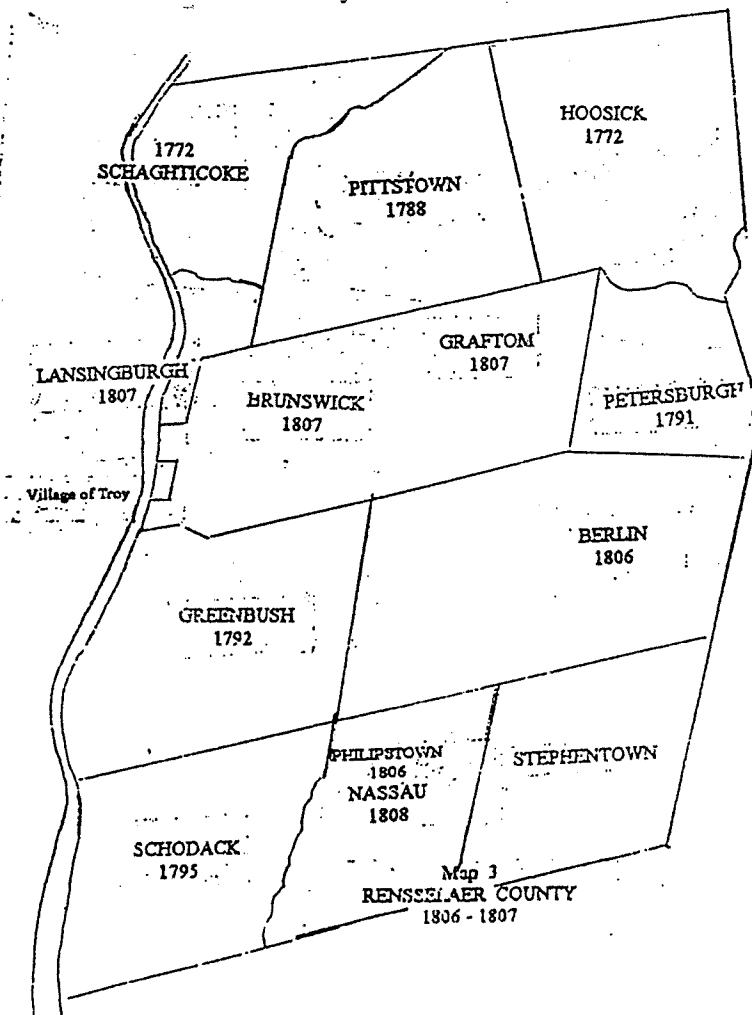 HOOSICK
1772
1772
SCHAGHTICOKE
PITTSTOWN
1788
GRAFTOM
1807
LANSINGBURGH
1807
BRUNSWICK
1807
PETERSBURGH
1791
Village of Troy
BERLIN
1806
GREENBUSH
1792
PHILIPSTOWN
1806
NASSAU
1808
STEPHENTOWN
SCHODACK
1795
Map 3
RENSSELAER COUNTY
1806 - 1807